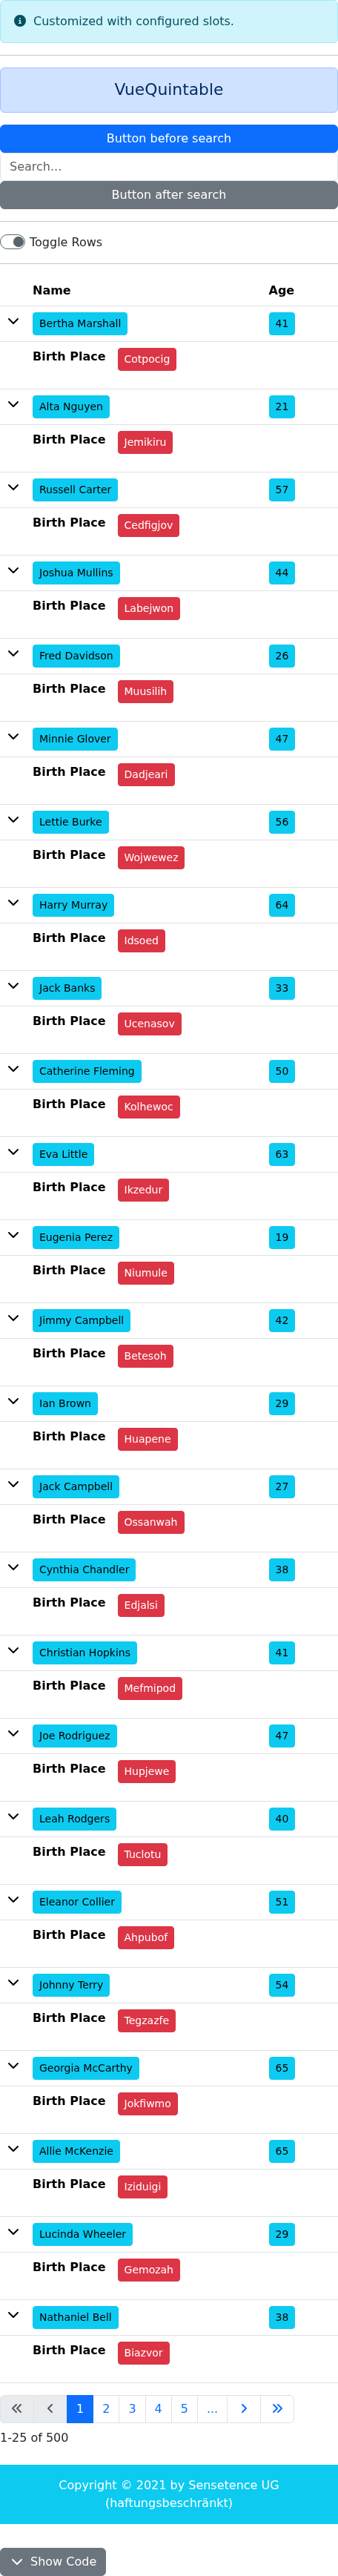 Customized with configured slots.
VueQuintable
Button before search
Search...
Button after search
Toggle Rows
Name Age
Bertha Marshall 41
Birth Place Cotpocig
Alta Nguyen 21
Birth Place Jemikiru
Russell Carter 57
Birth Place Cedfigjov
Joshua Mullins 44
Birth Place Labejwon
Fred Davidson 26
Birth Place Muusilih
Minnie Glover 47
Birth Place Dadjeari
Lettie Burke 56
Birth Place Wojwewez
Harry Murray 64
Birth Place Idsoed
Jack Banks 33
Birth Place Ucenasov
Catherine Fleming 50
Birth Place Kolhewoc
Eva Little 63
Birth Place Ikzedur
Eugenia Perez 19
Birth Place Niumule
Jimmy Campbell 42
Birth Place Betesoh
Ian Brown 29
Birth Place Huapene
Jack Campbell 27
Birth Place Ossanwah
Cynthia Chandler 38
Birth Place Edjalsi
Christian Hopkins 41
Birth Place Mefmipod
Joe Rodriguez 47
Birth Place Hupjewe
Leah Rodgers 40
Birth Place Tuclotu
Eleanor Collier 51
Birth Place Ahpubof
Johnny Terry 54
Birth Place Tegzazfe
Georgia McCarthy 65
Birth Place Jokfiwmo
Allie McKenzie 65
Birth Place Iziduigi
Lucinda Wheeler 29
Birth Place Gemozah
Nathaniel Bell 38
Birth Place Biazvor
« ‹ 1 2 3 4 5 ... › »
1-25 of 500
Copyright © 2021 by Sensetence UG
(haftungsbeschränkt)
Show Code